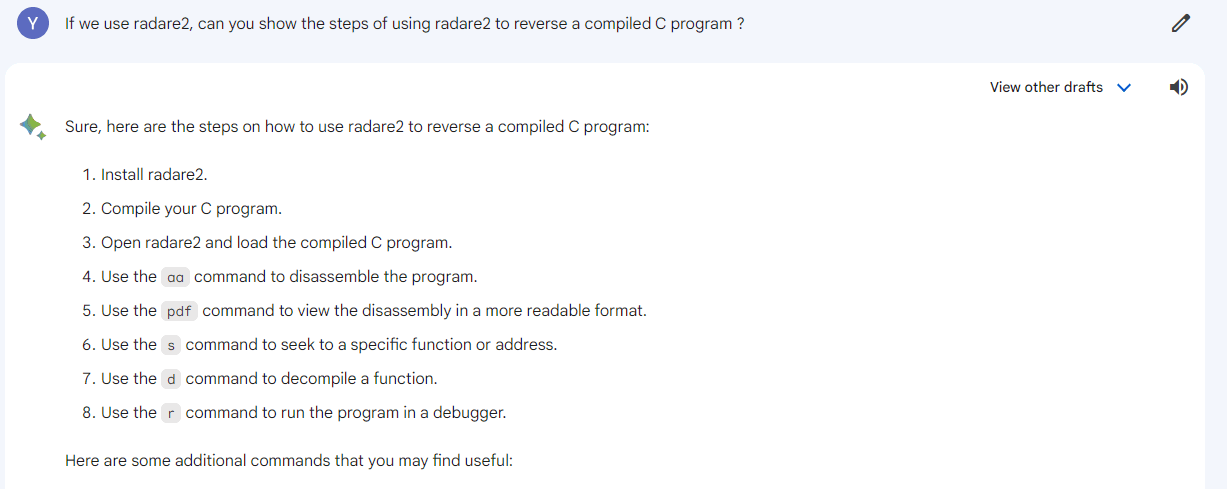 Y
If we use radare2, can you show the steps of using radare2 to reverse a compiled C program ?
View other drafts
Sure, here are the steps on how to use radare2 to reverse a compiled C program:
1. Install radare2.
2. Compile your C program.
3. Open radare2 and load the compiled C program.
4. Use the aa command to disassemble the program.
5. Use the pdf command to view the disassembly in a more readable format.
6. Use the s command to seek to a specific function or address.
7. Use the d command to decompile a function.
8. Use the r command to run the program in a debugger.
Here are some additional commands that you may find useful: